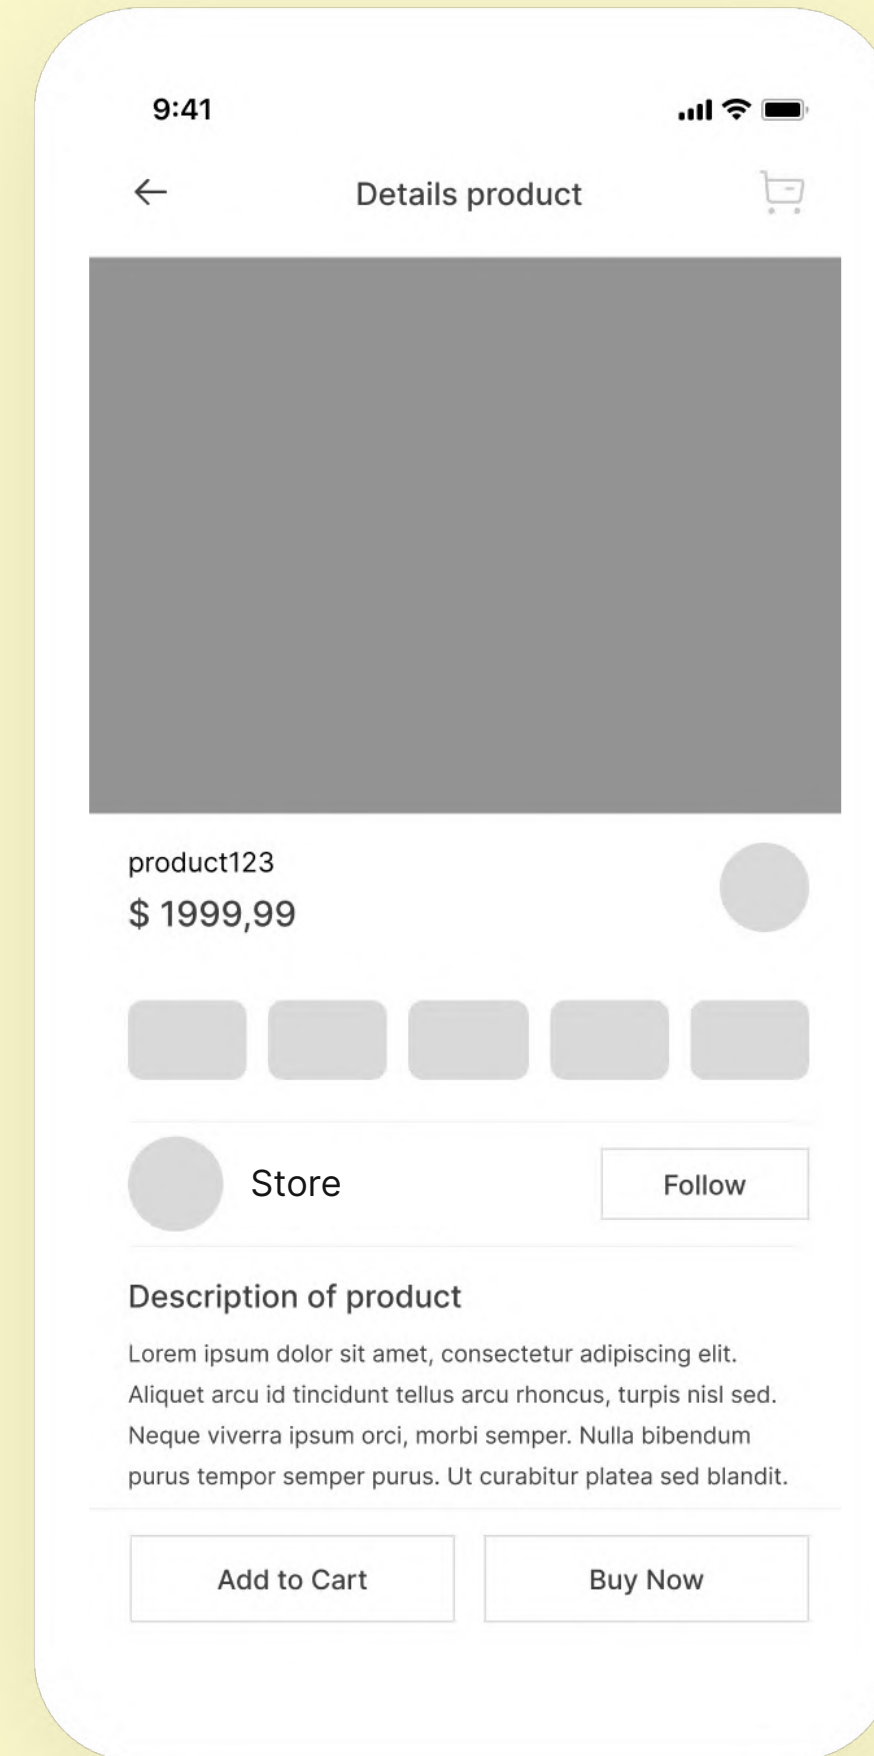 9:41
Details product
product123
$ 1999,99
Store
Follow
Description of product
Lorem ipsum dolor sit amet, consectetur adipiscing elit.
Aliquet arcu id tincidunt tellus arcu rhoncus, turpis nisl sed.
Neque viverra ipsum orci, morbi semper. Nulla bibendum
purus tempor semper purus. Ut curabitur platea sed blandit.
Add to Cart
Buy Now